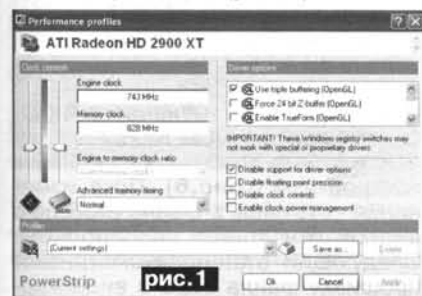 Performance profiles
ATI Radeon HD 2900 XT
Clock controls
Engine clock
743 MHz
Memory clock
828 MHz
Engine to memory clock ratio
Advanced memory timing
Normal
Driver options
Use triple buffering (OpenGL)
Force 24 bit Z-buffer (OpenGL)
Enable TrueForm (OpenGL)
IMPORTANT! These Windows registry switches may
not work with special or proprietary drivers
Disable support for driver options
Disable floating point precision
Disable clock controls
Enable clock power management
Profiles
(Current settings)
Save as...
Delete
PowerStrip
рис.1
Ok
Cancel
Apply